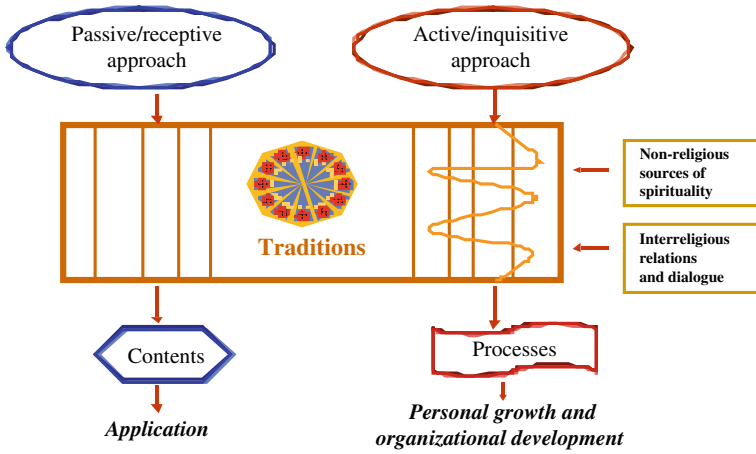 Passive/receptive
approach
Active/inquisitive
approach
Traditions
Non-religious
sources of
spirituality
Interreligious
relations
and dialogue
Contents
Processes
Application
Personal growth and
organizational development